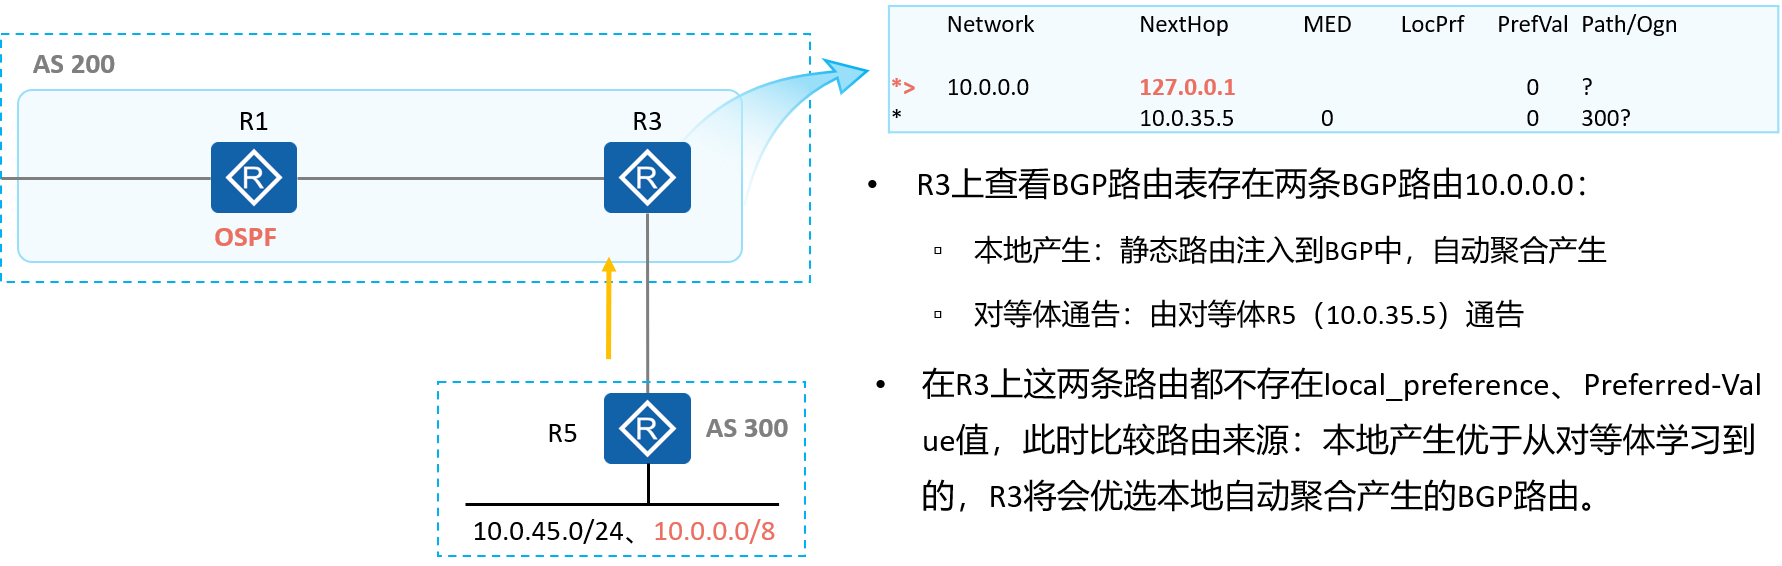 AS 200
R1
R3
OSPF
R5
AS 300
10.0.45.0/24、10.0.0.0/8
Network NextHop MED LocPrf PrefVal Path/Ogn
*> 10.0.0.0 127.0.0.1 0 ?
* 10.0.35.5 0 0 300?
• R3上查看BGP路由表存在两条BGP路由10.0.0.0：
▫ 本地产生：静态路由注入到BGP中，自动聚合产生
▫ 对等体通告：由对等体R5（10.0.35.5）通告
• 在R3上这两条路由都不存在local_preference、Preferred-Val
ue值，此时比较路由来源：本地产生优于从对等体学习到
的，R3将会优选本地自动聚合产生的BGP路由。